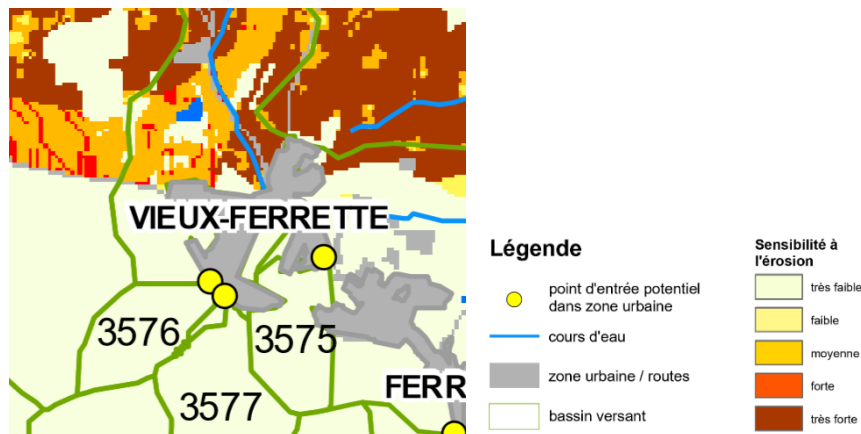 VIEUX-FERRETTE
3576
3575
3577
FERR
Légende
point d'entrée potentiel
dans zone urbaine
cours d'eau
zone urbaine / routes
bassin versant
Sensibilité à
l'érosion
très faible
faible
moyenne
forte
très forte